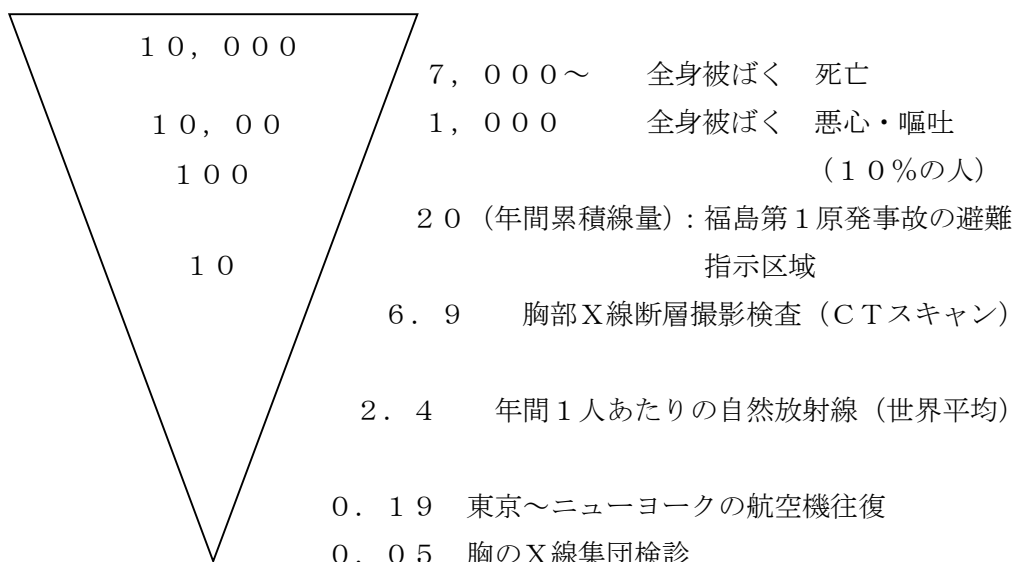 １０，０００
７，０００～　全身被ばく　死亡
１０，００
１，０００　全身被ばく　悪心・嘔吐
１００
（１０％の人）
２０（年間累積線量）：福島第１原発事故の避難
指示区域
１０
６．９　胸部Ｘ線断層撮影検査（ＣＴスキャン）
２．４　年間１人あたりの自然放射線（世界平均）
０．１９　東京～ニューヨークの航空機往復
０．０５　胸のＸ線集団検診